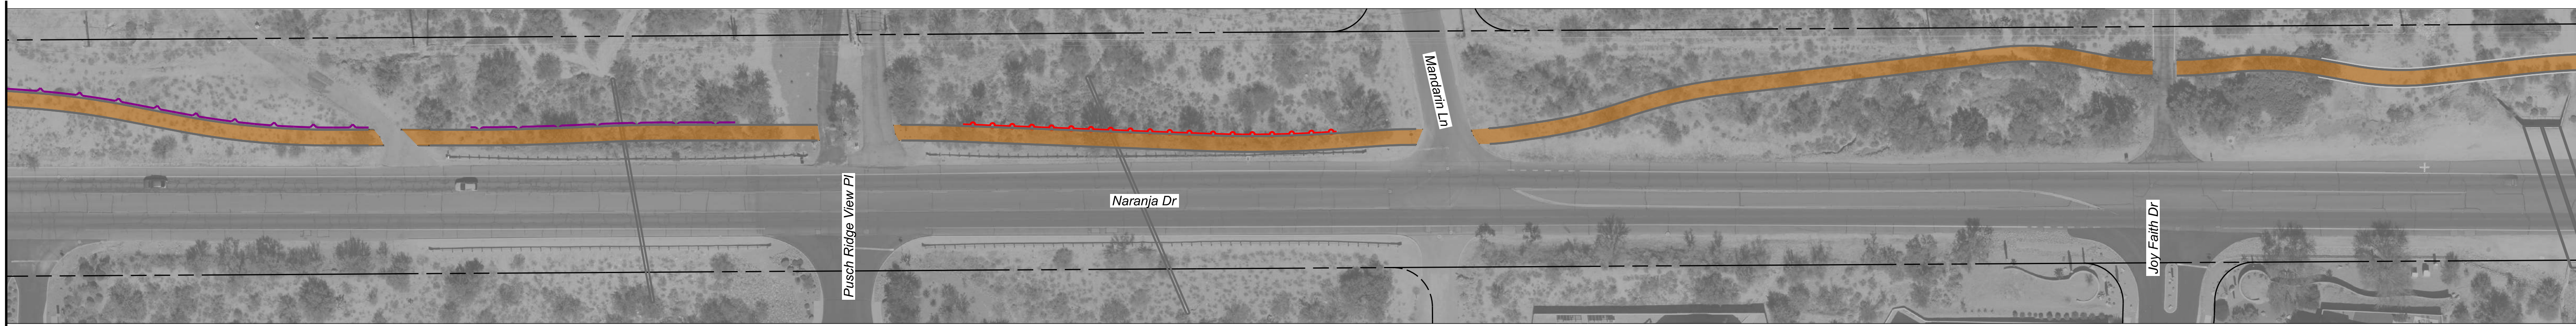 Mandarin Ln
Naranja Dr
Pusch Ridge View Pl
Joy Faith Dr